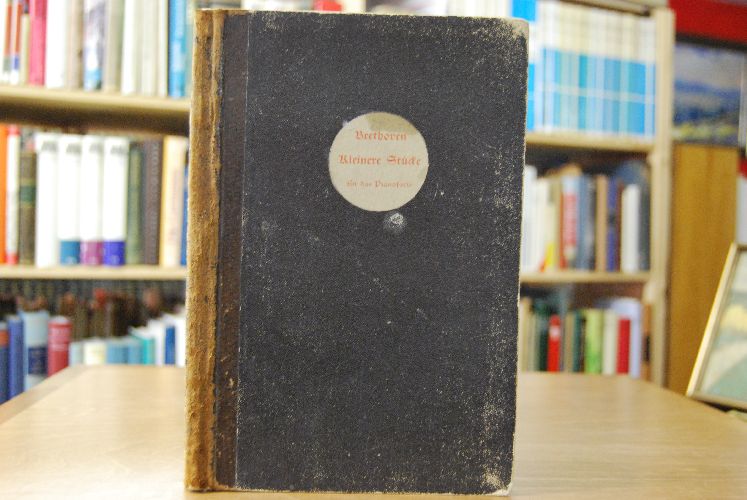 Beethoven
Kleinere Stücke
für das Pianoforte